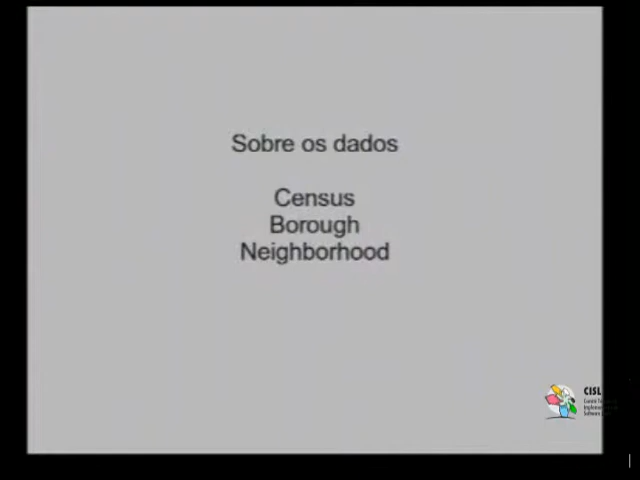 Sobre os dados
Census
Borough
Neighborhood
CISL